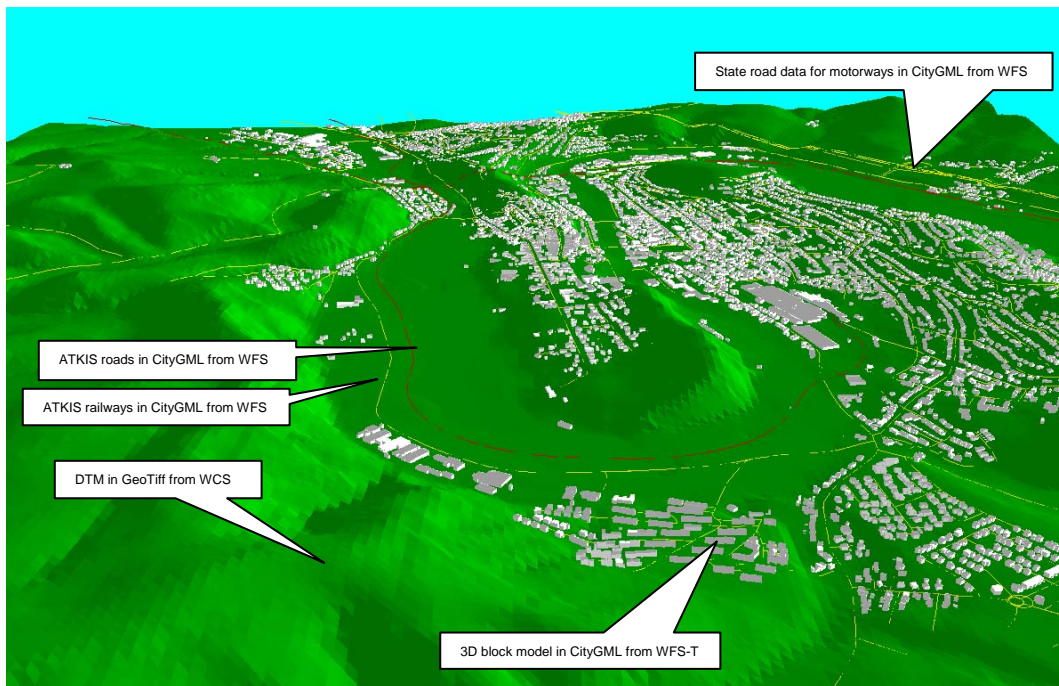 State road data for motorways in CityGML from WFS
ATKIS roads in CityGML from WFS
ATKIS railways in CityGML from WFS
DTM in GeoTiff from WCS
3D block model in CityGML from WFS-T